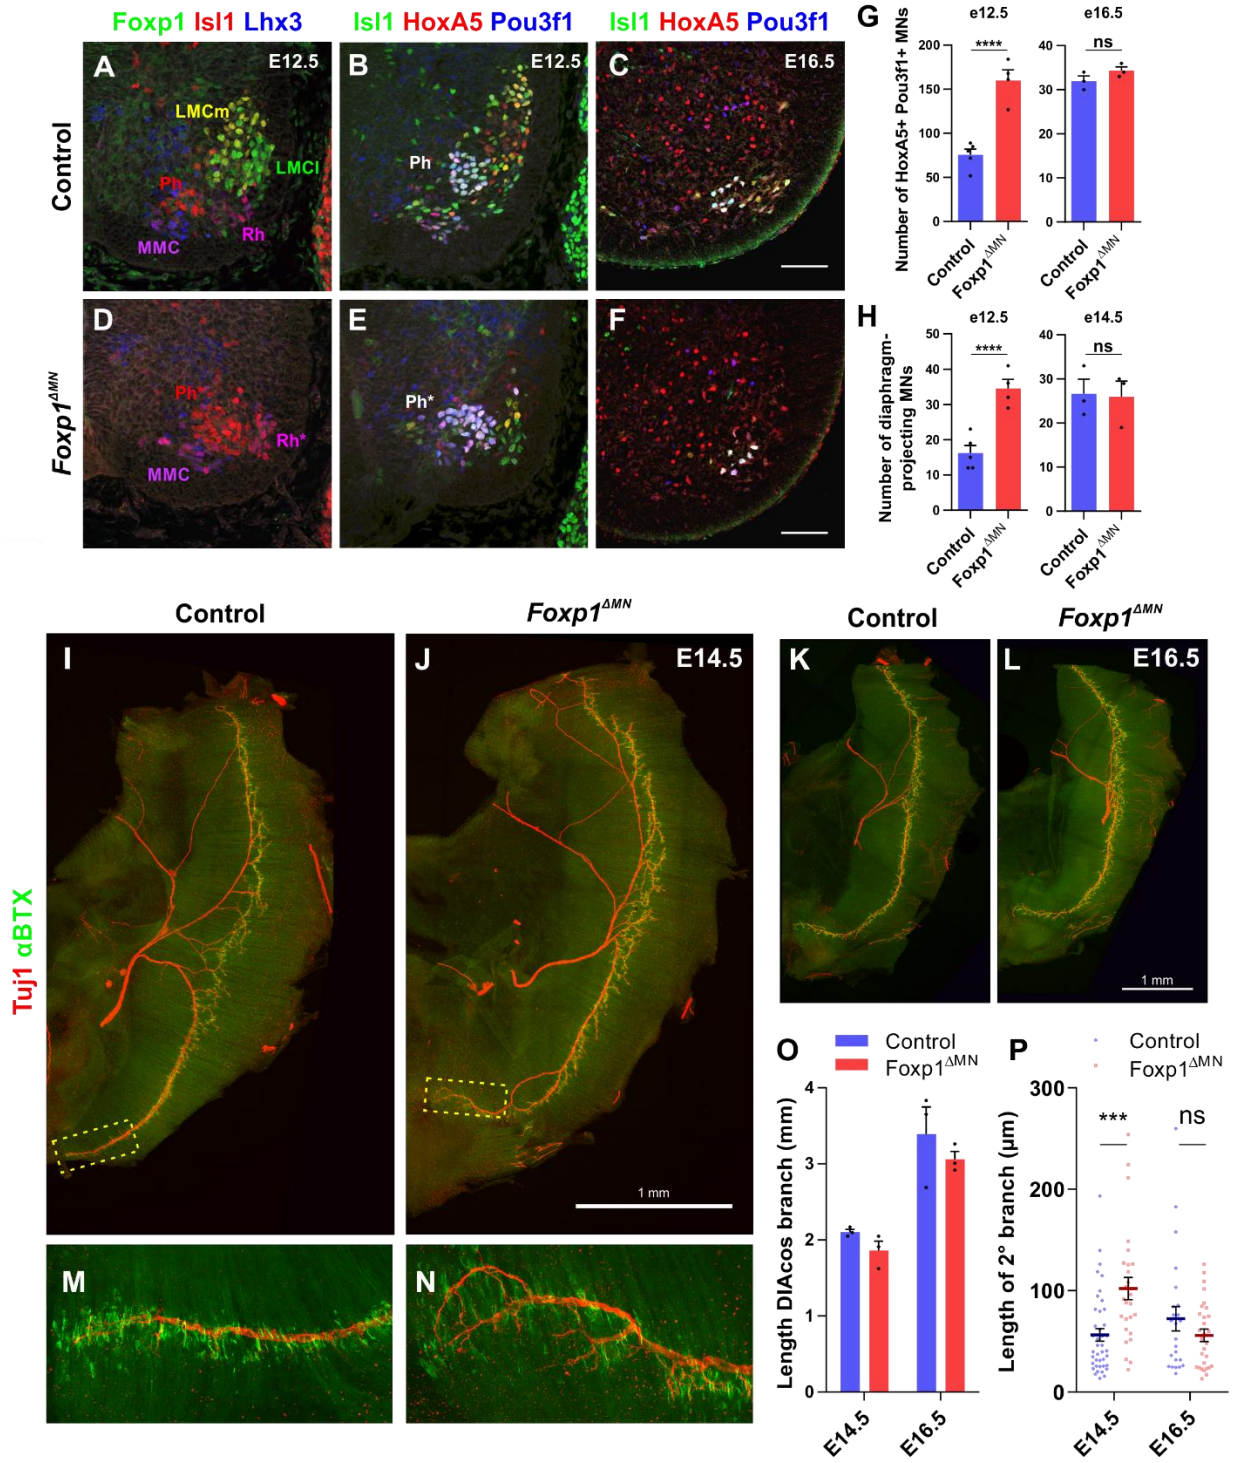 Foxp1 Isl1 Lhx3
Isl1 HoxA5 Pou3f1
Isl1 HoxA5 Pou3f1
Control
A
E12.5
LMCm
LMCl
Ph
Rh
MMC
B
E12.5
Ph
C
E16.5
Foxp1ΔMN
D
Ph*
Rh*
MMC
E
Ph*
F
G
e12.5
e16.5
Number of HoxA5+ Pou3f1+ MNs
200
150
100
50
0
****
Control
Foxp1ΔMN
40
30
20
10
0
ns
Control
Foxp1ΔMN
H
e12.5
e14.5
Number of diaphragm-
projecting MNs
50
40
30
20
10
0
****
Control
Foxp1ΔMN
40
30
20
10
0
ns
Control
Foxp1ΔMN
Control
Foxp1ΔMN
Control
Foxp1ΔMN
Tuj1 αBTX
I
J
E14.5
1 mm
K
L
E16.5
1 mm
M
N
O
Control
Foxp1ΔMN
Length DIAcos branch (mm)
4
3
2
1
0
E14.5
E16.5
P
Control
Foxp1ΔMN
Length of 2° branch (μm)
300
200
100
0
***
ns
E14.5
E16.5